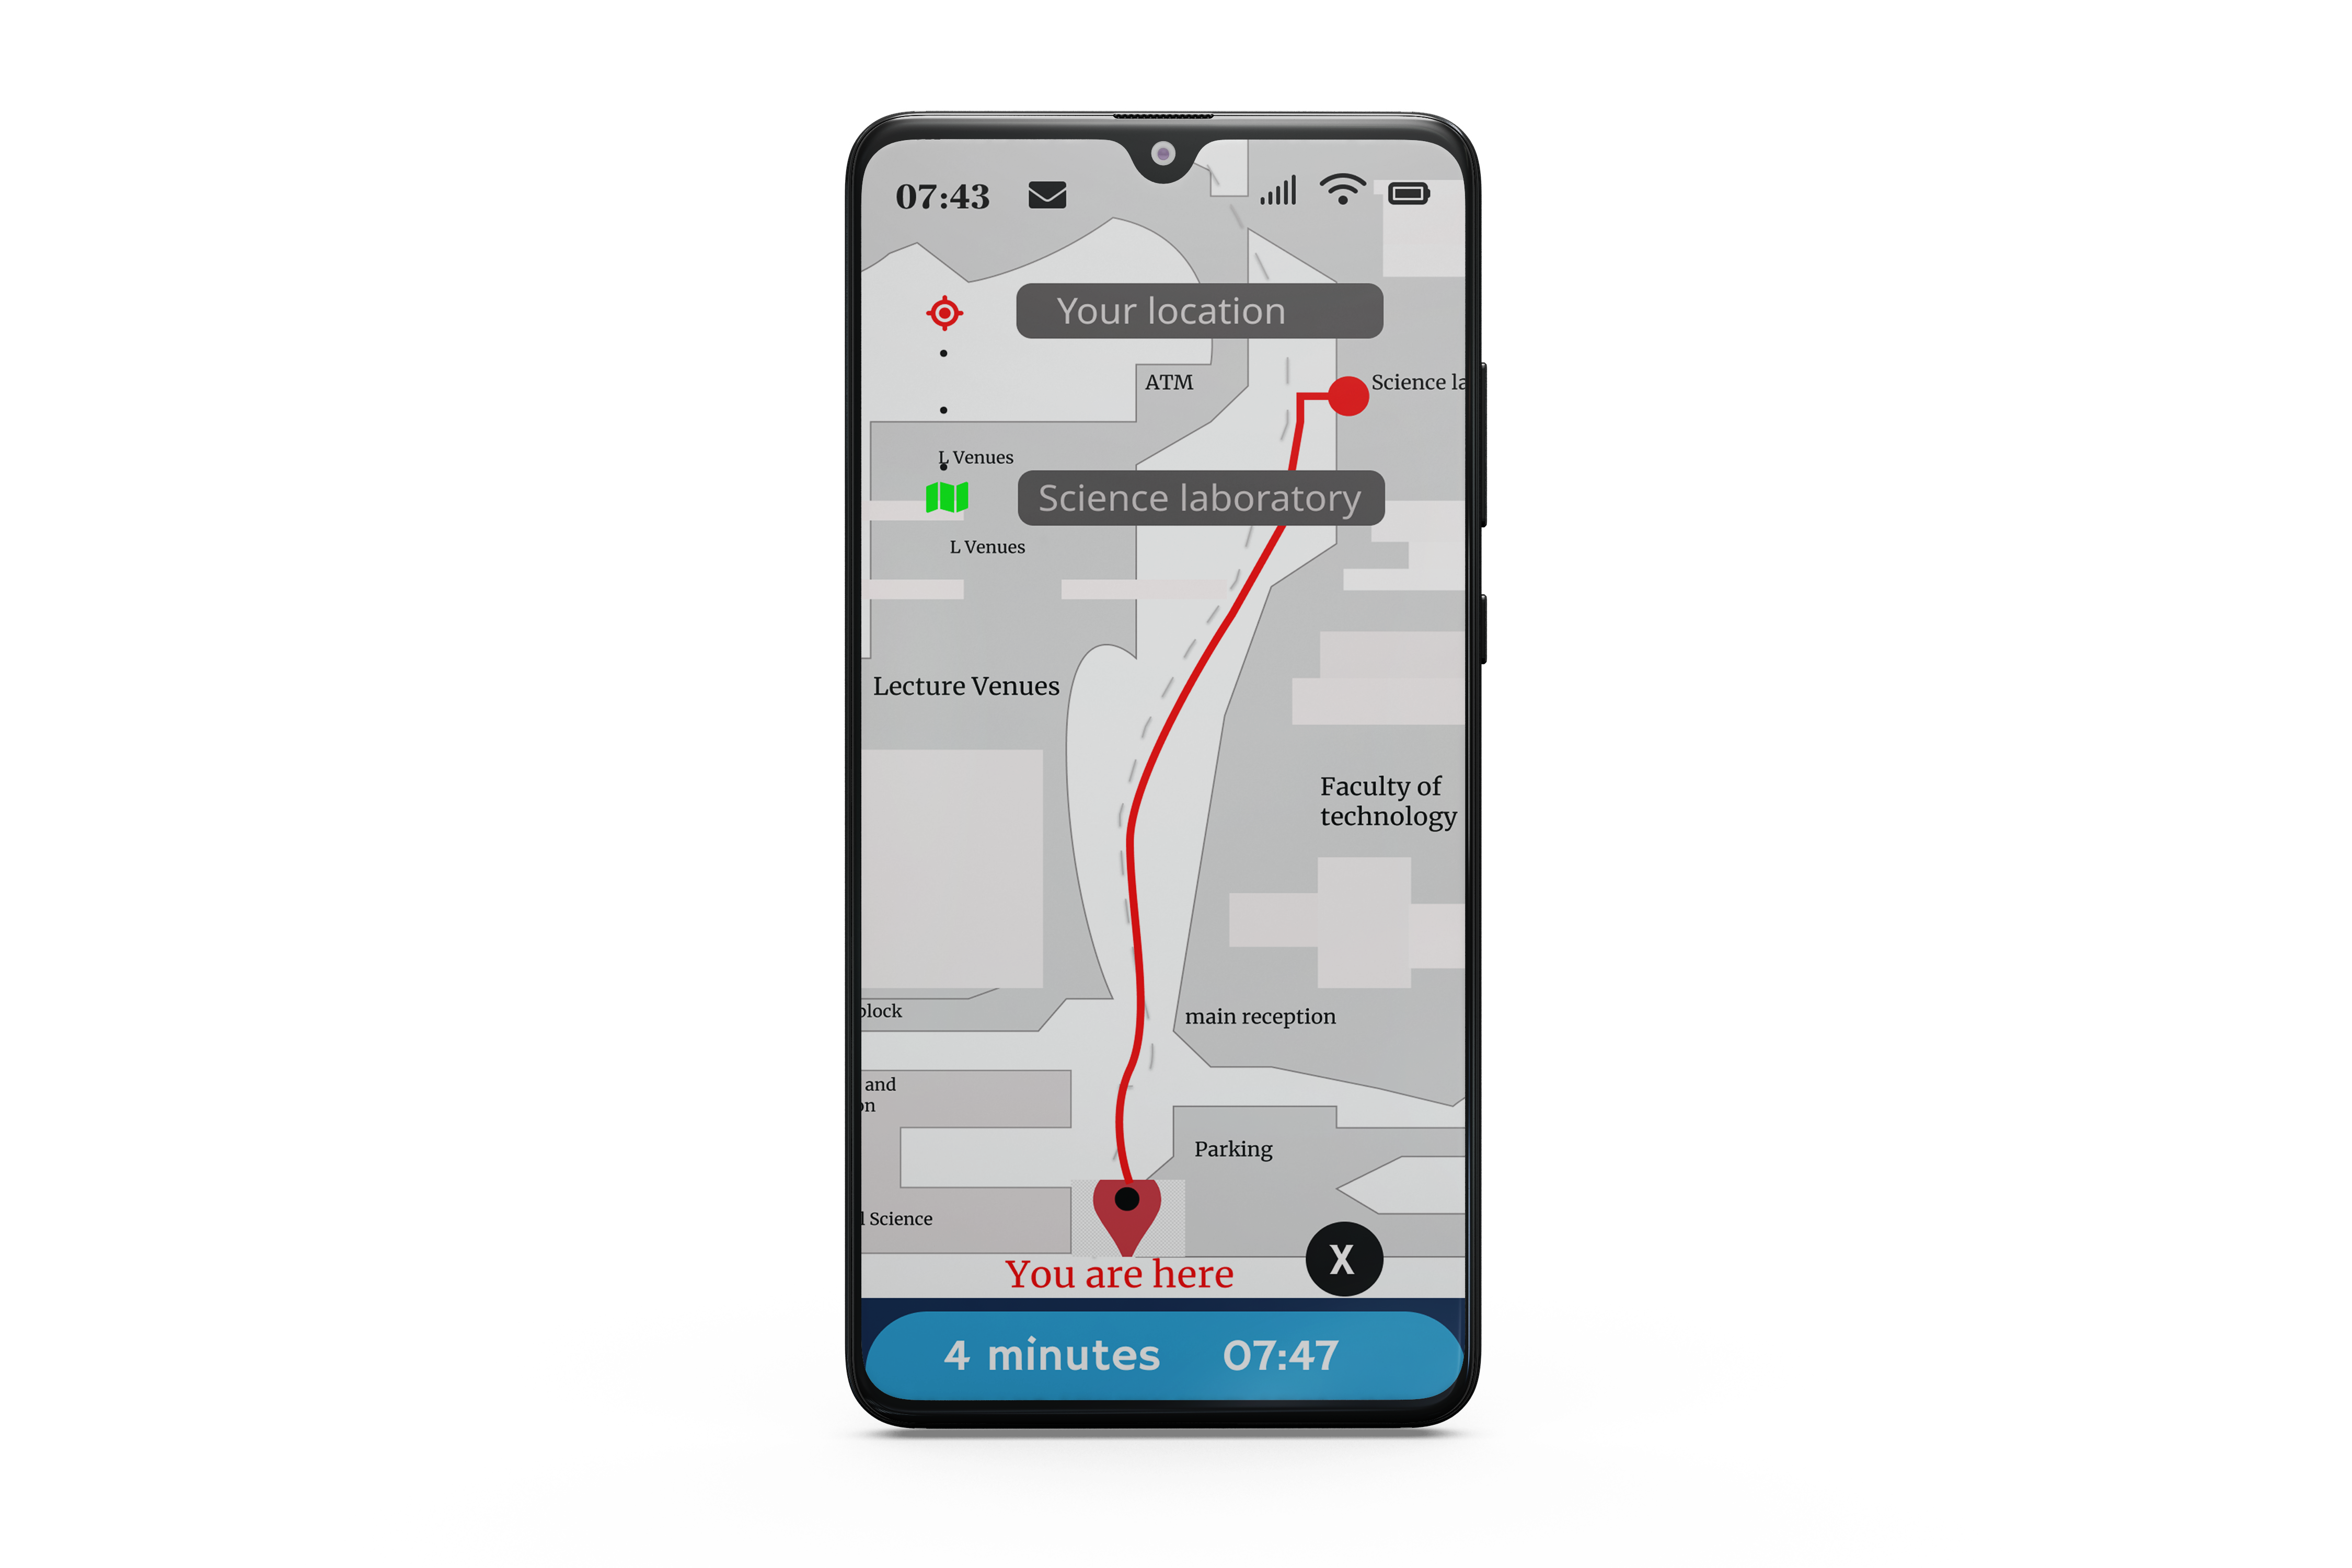 07:43
Your location
ATM
Science la
L Venues
Science laboratory
L Venues
Lecture Venues
Faculty of
technology
block
main reception
and
on
Parking
l Science
You are here
X
4 minutes 07:47